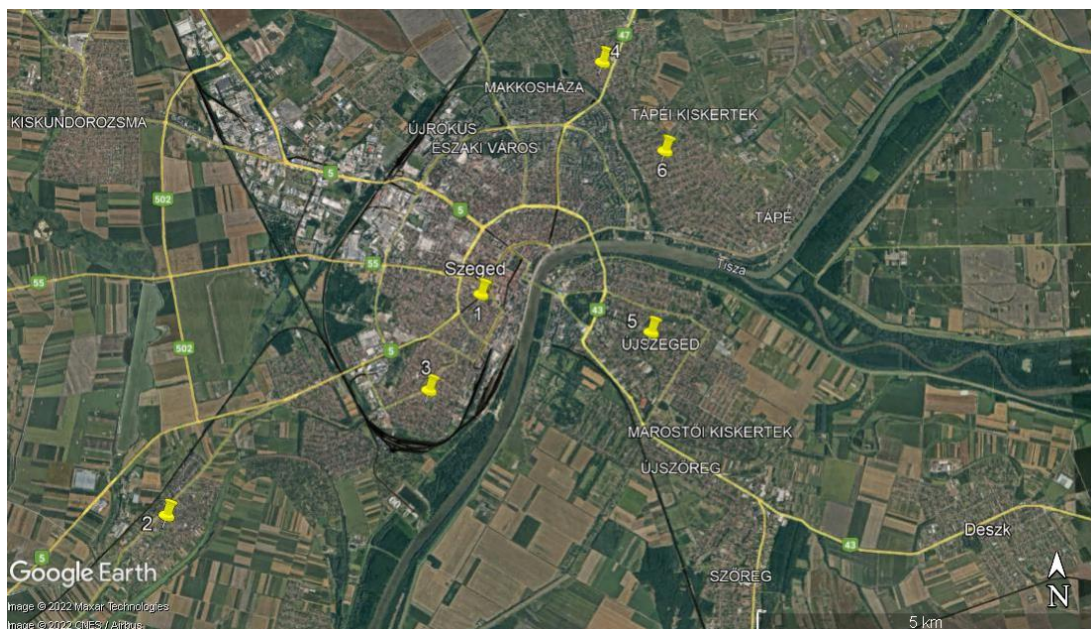 47
4
MAKKOSHÁZA
KISKUNDOROZSMA
ÚJRÓKUS
TÁPÉI KISKERTEK
ÉSZAKI VÁROS
5
6
502
5
TÁPÉ
55
55
Szeged
Tisza
1
43
5
ÚJSZEGED
502
5
3
MAROSTŐI KISKERTEK
ÚJSZŐREG
2
Deszk
43
5
Google Earth
SZŐREG
N
Image © 2022 Maxar Technologies
Image © 2022 CNES / Airbus
5 km